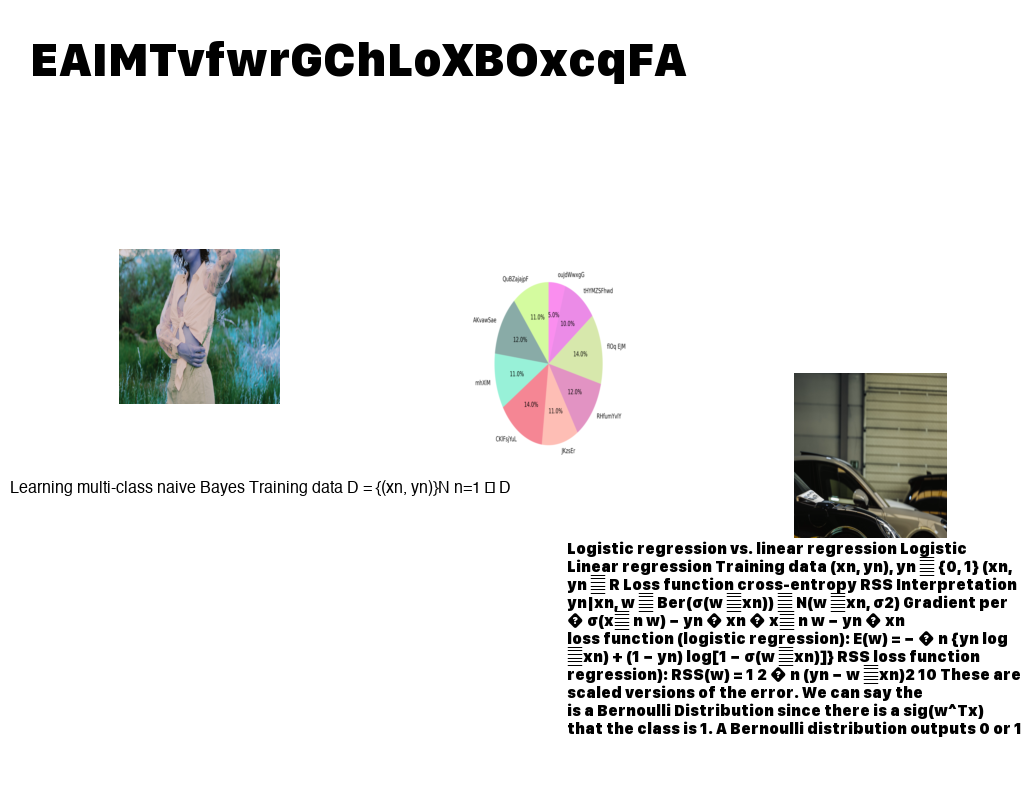 EAIMTvfwrGChLoXBOxcqFA
oujdWwxgG
QuBZajajpF
tHYMZSFhwd
11.0%
5.0%
10.0%
AKvawSae
12.0%
14.0%
fIOq EJM
mhXIM
11.0%
12.0%
14.0%
11.0%
RHfumYvIY
CKIFsjYuL
JKzsEr
Learning multi-class naive Bayes Training data D = {(xn, yn)}N n=1 □ D
Logistic regression vs. linear regression Logistic
Linear regression Training data (xn, yn), yn {0, 1} (xn,
yn R Loss function cross-entropy RSS Interpretation
yn|xn, w Ber(σ(w xn)) N(w xn, σ2) Gradient per
� σ(x n w) − yn � xn � x n w − yn � xn
loss function (logistic regression): E(w) = − � n {yn log
xn) + (1 − yn) log[1 − σ(w xn)]} RSS loss function
regression): RSS(w) = 1 2 � n (yn − w xn)2 10 These are
scaled versions of the error. We can say the
is a Bernoulli Distribution since there is a sig(w^Tx)
that the class is 1. A Bernoulli distribution outputs 0 or 1